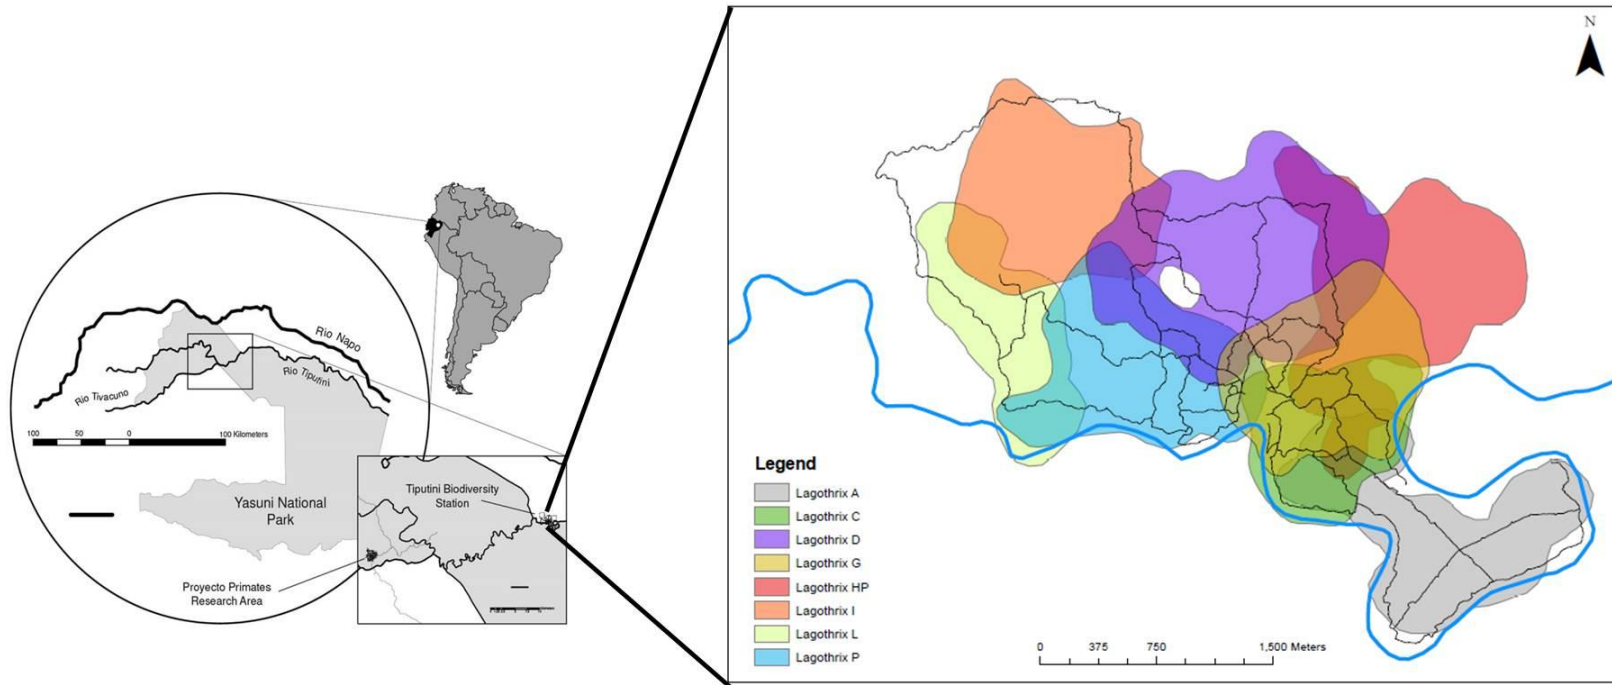 Rio Napo
Rio Tiputini
Rio Tivacuno
100 50 0 100 Kilometers
Yasuni National
Park
Tiputini Biodiversity
Station
Proyecto Primates
Research Area
N
Legend
Lagothrix A
Lagothrix C
Lagothrix D
Lagothrix G
Lagothrix HP
Lagothrix I
Lagothrix L
Lagothrix P
0 375 750 1,500 Meters